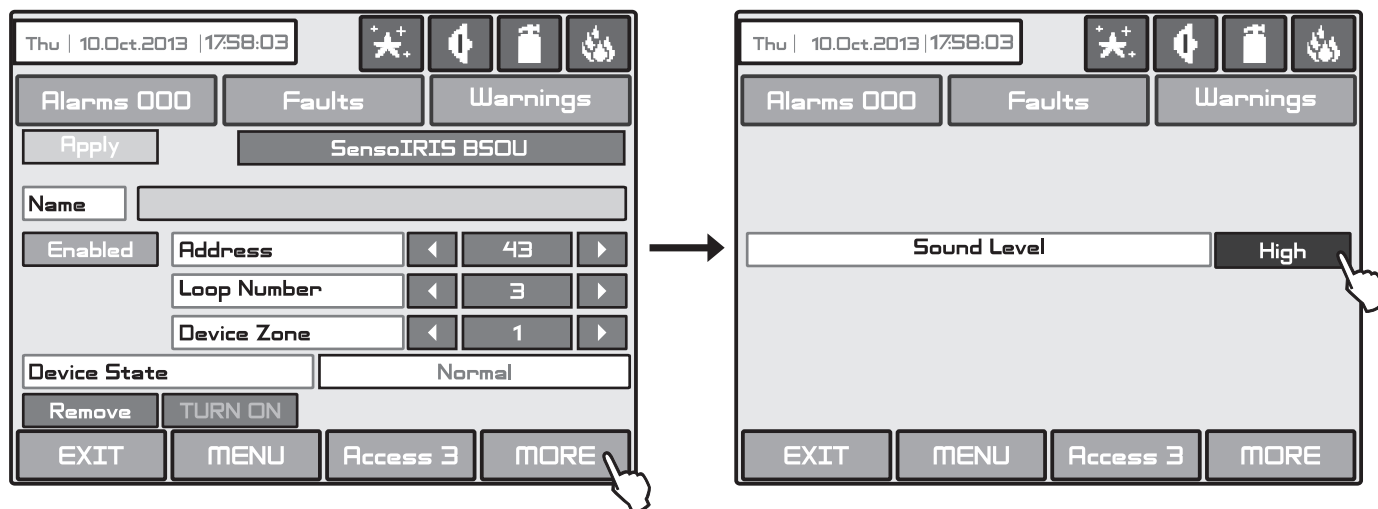 Thu | 10.Oct.2013 | 17:58:03
Alarms 000 Faults Warnings
Apply SensoIRIS BSOU
Name
Enabled Address 43
Loop Number 3
Device Zone 1
Device State Normal
Remove TURN ON
EXIT MENU Access 3 MORE
Thu | 10.Oct.2013 | 17:58:03
Alarms 000 Faults Warnings
Sound Level High
EXIT MENU Access 3 MORE